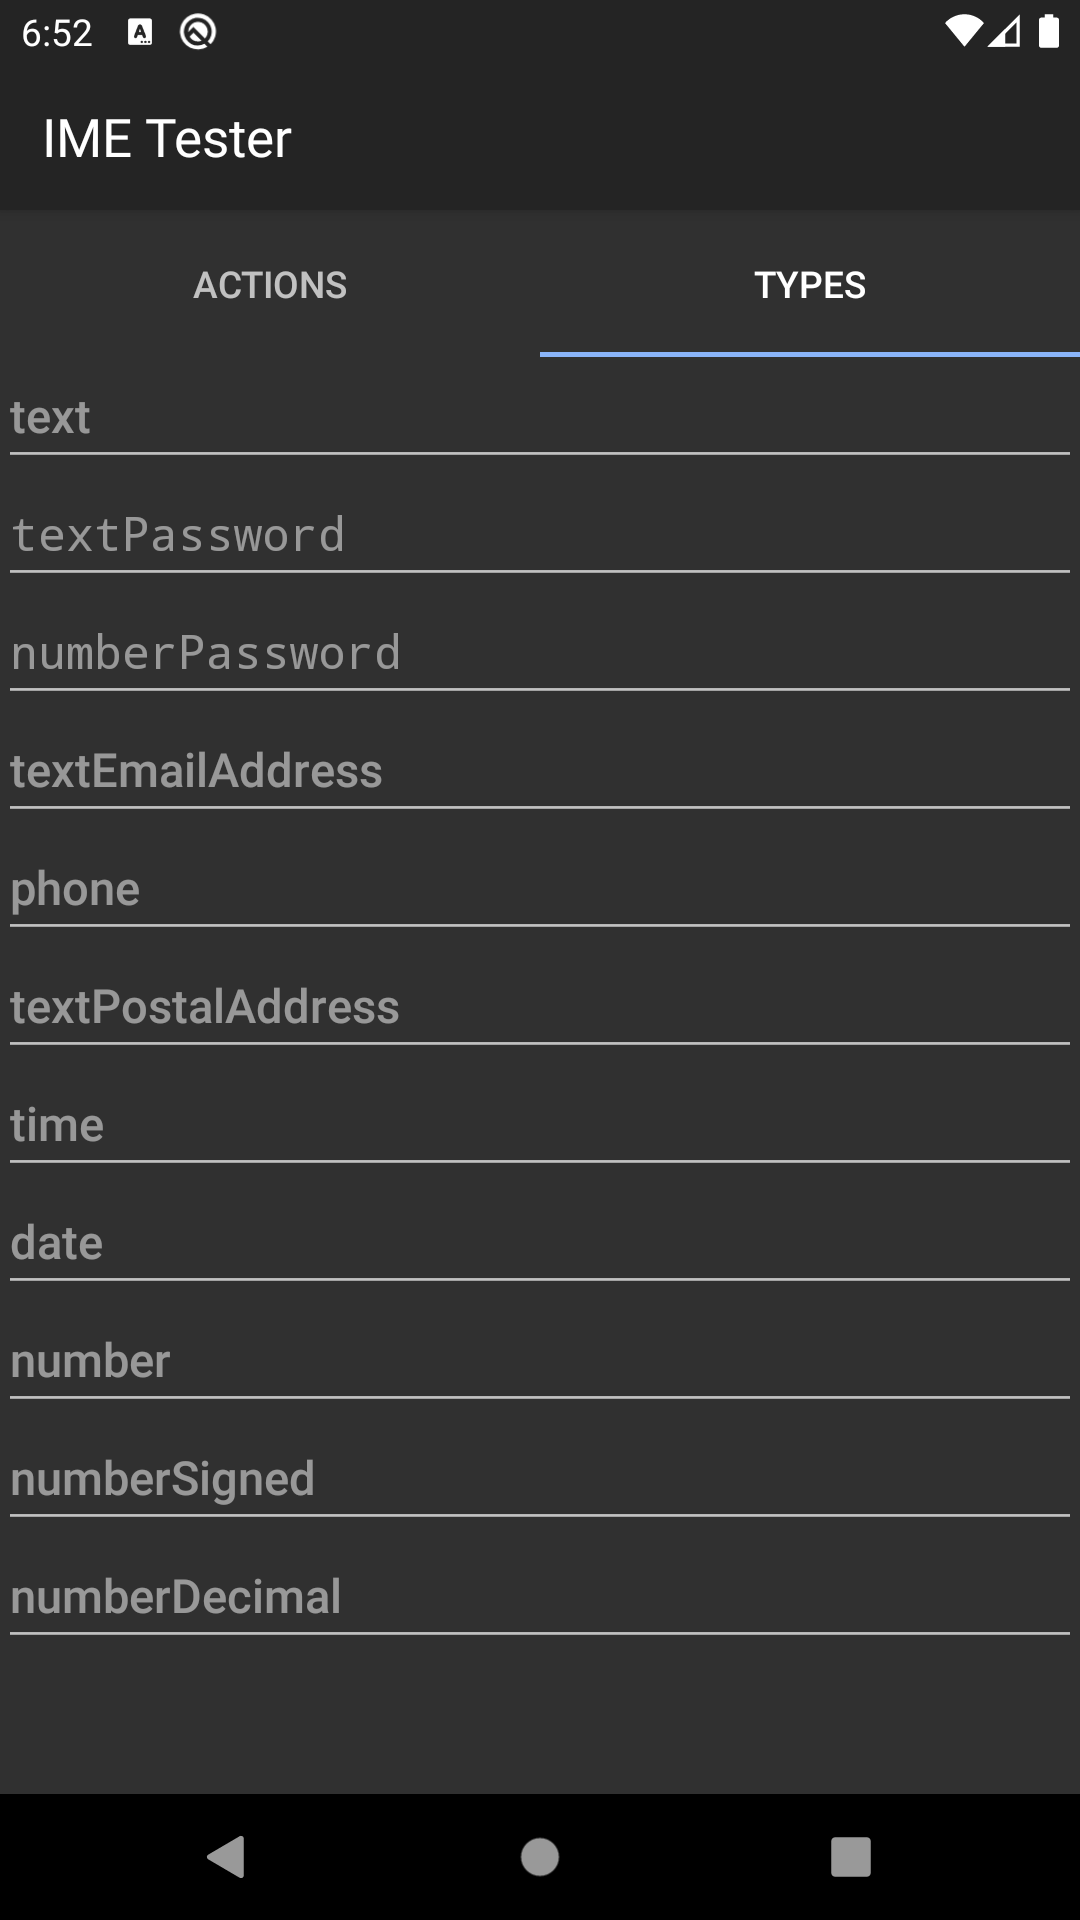 6:52
IME Tester
ACTIONS TYPES
text
textPassword
numberPassword
textEmailAddress
phone
textPostalAddress
time
date
number
numberSigned
numberDecimal